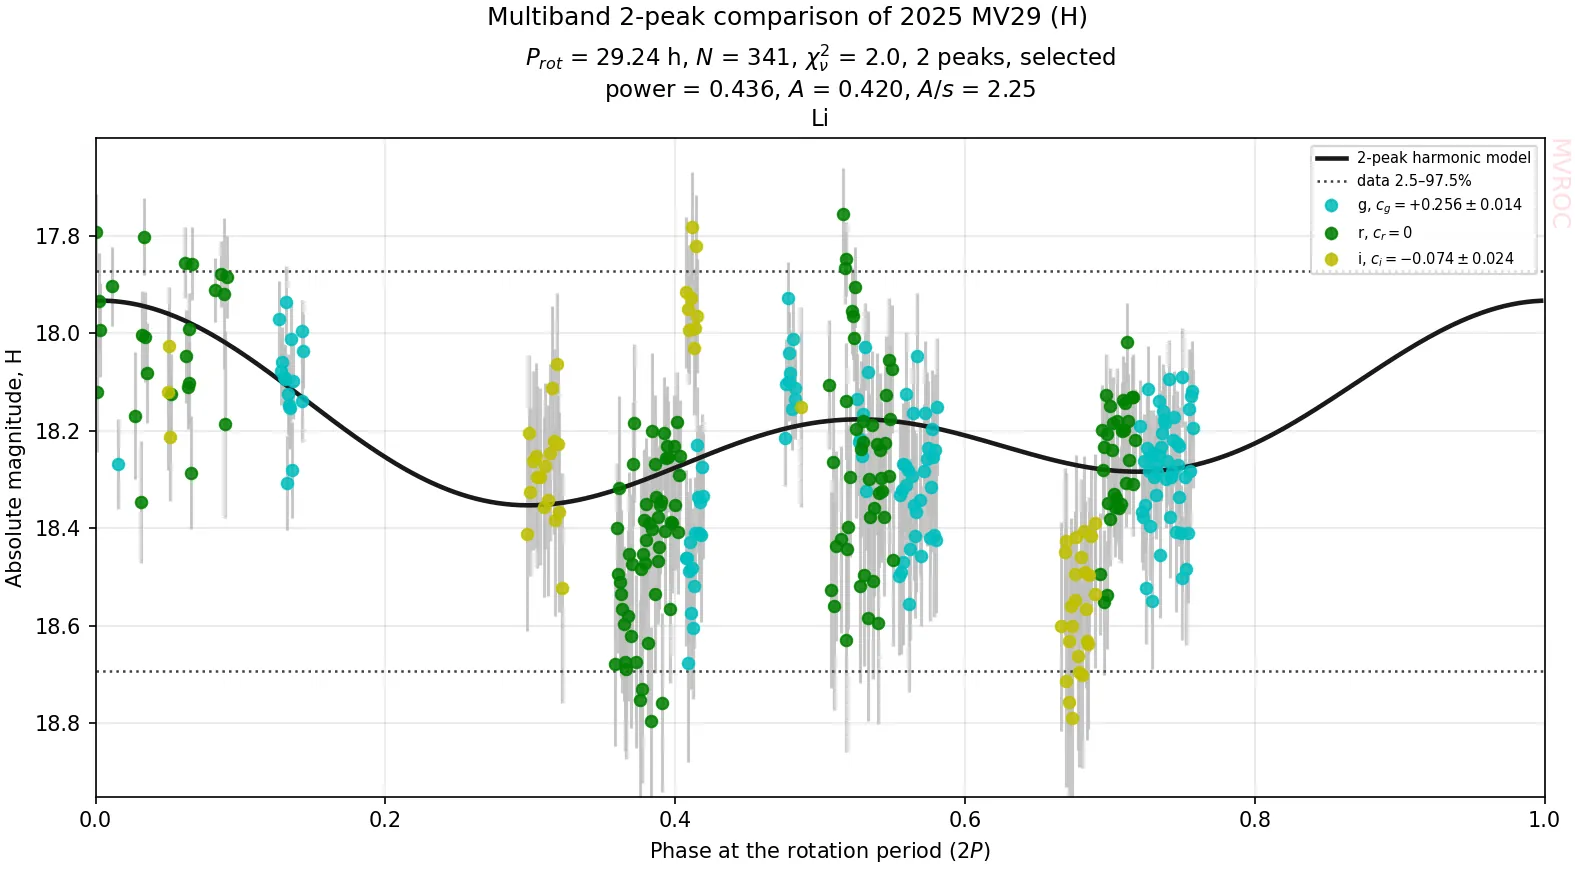 Multiband 2-peak comparison of 2025 MV29 (H)
P_rot = 29.24 h, N = 341, χ²_ν = 2.0, 2 peaks, selected
power = 0.436, A = 0.420, A/s = 2.25
Li
MVROC
2-peak harmonic model
data 2.5–97.5%
g, c_g = +0.256 ± 0.014
r, c_r = 0
i, c_i = −0.074 ± 0.024
Absolute magnitude, H
17.8
18.0
18.2
18.4
18.6
18.8
0.0 0.2 0.4 0.6 0.8 1.0
Phase at the rotation period (2P)